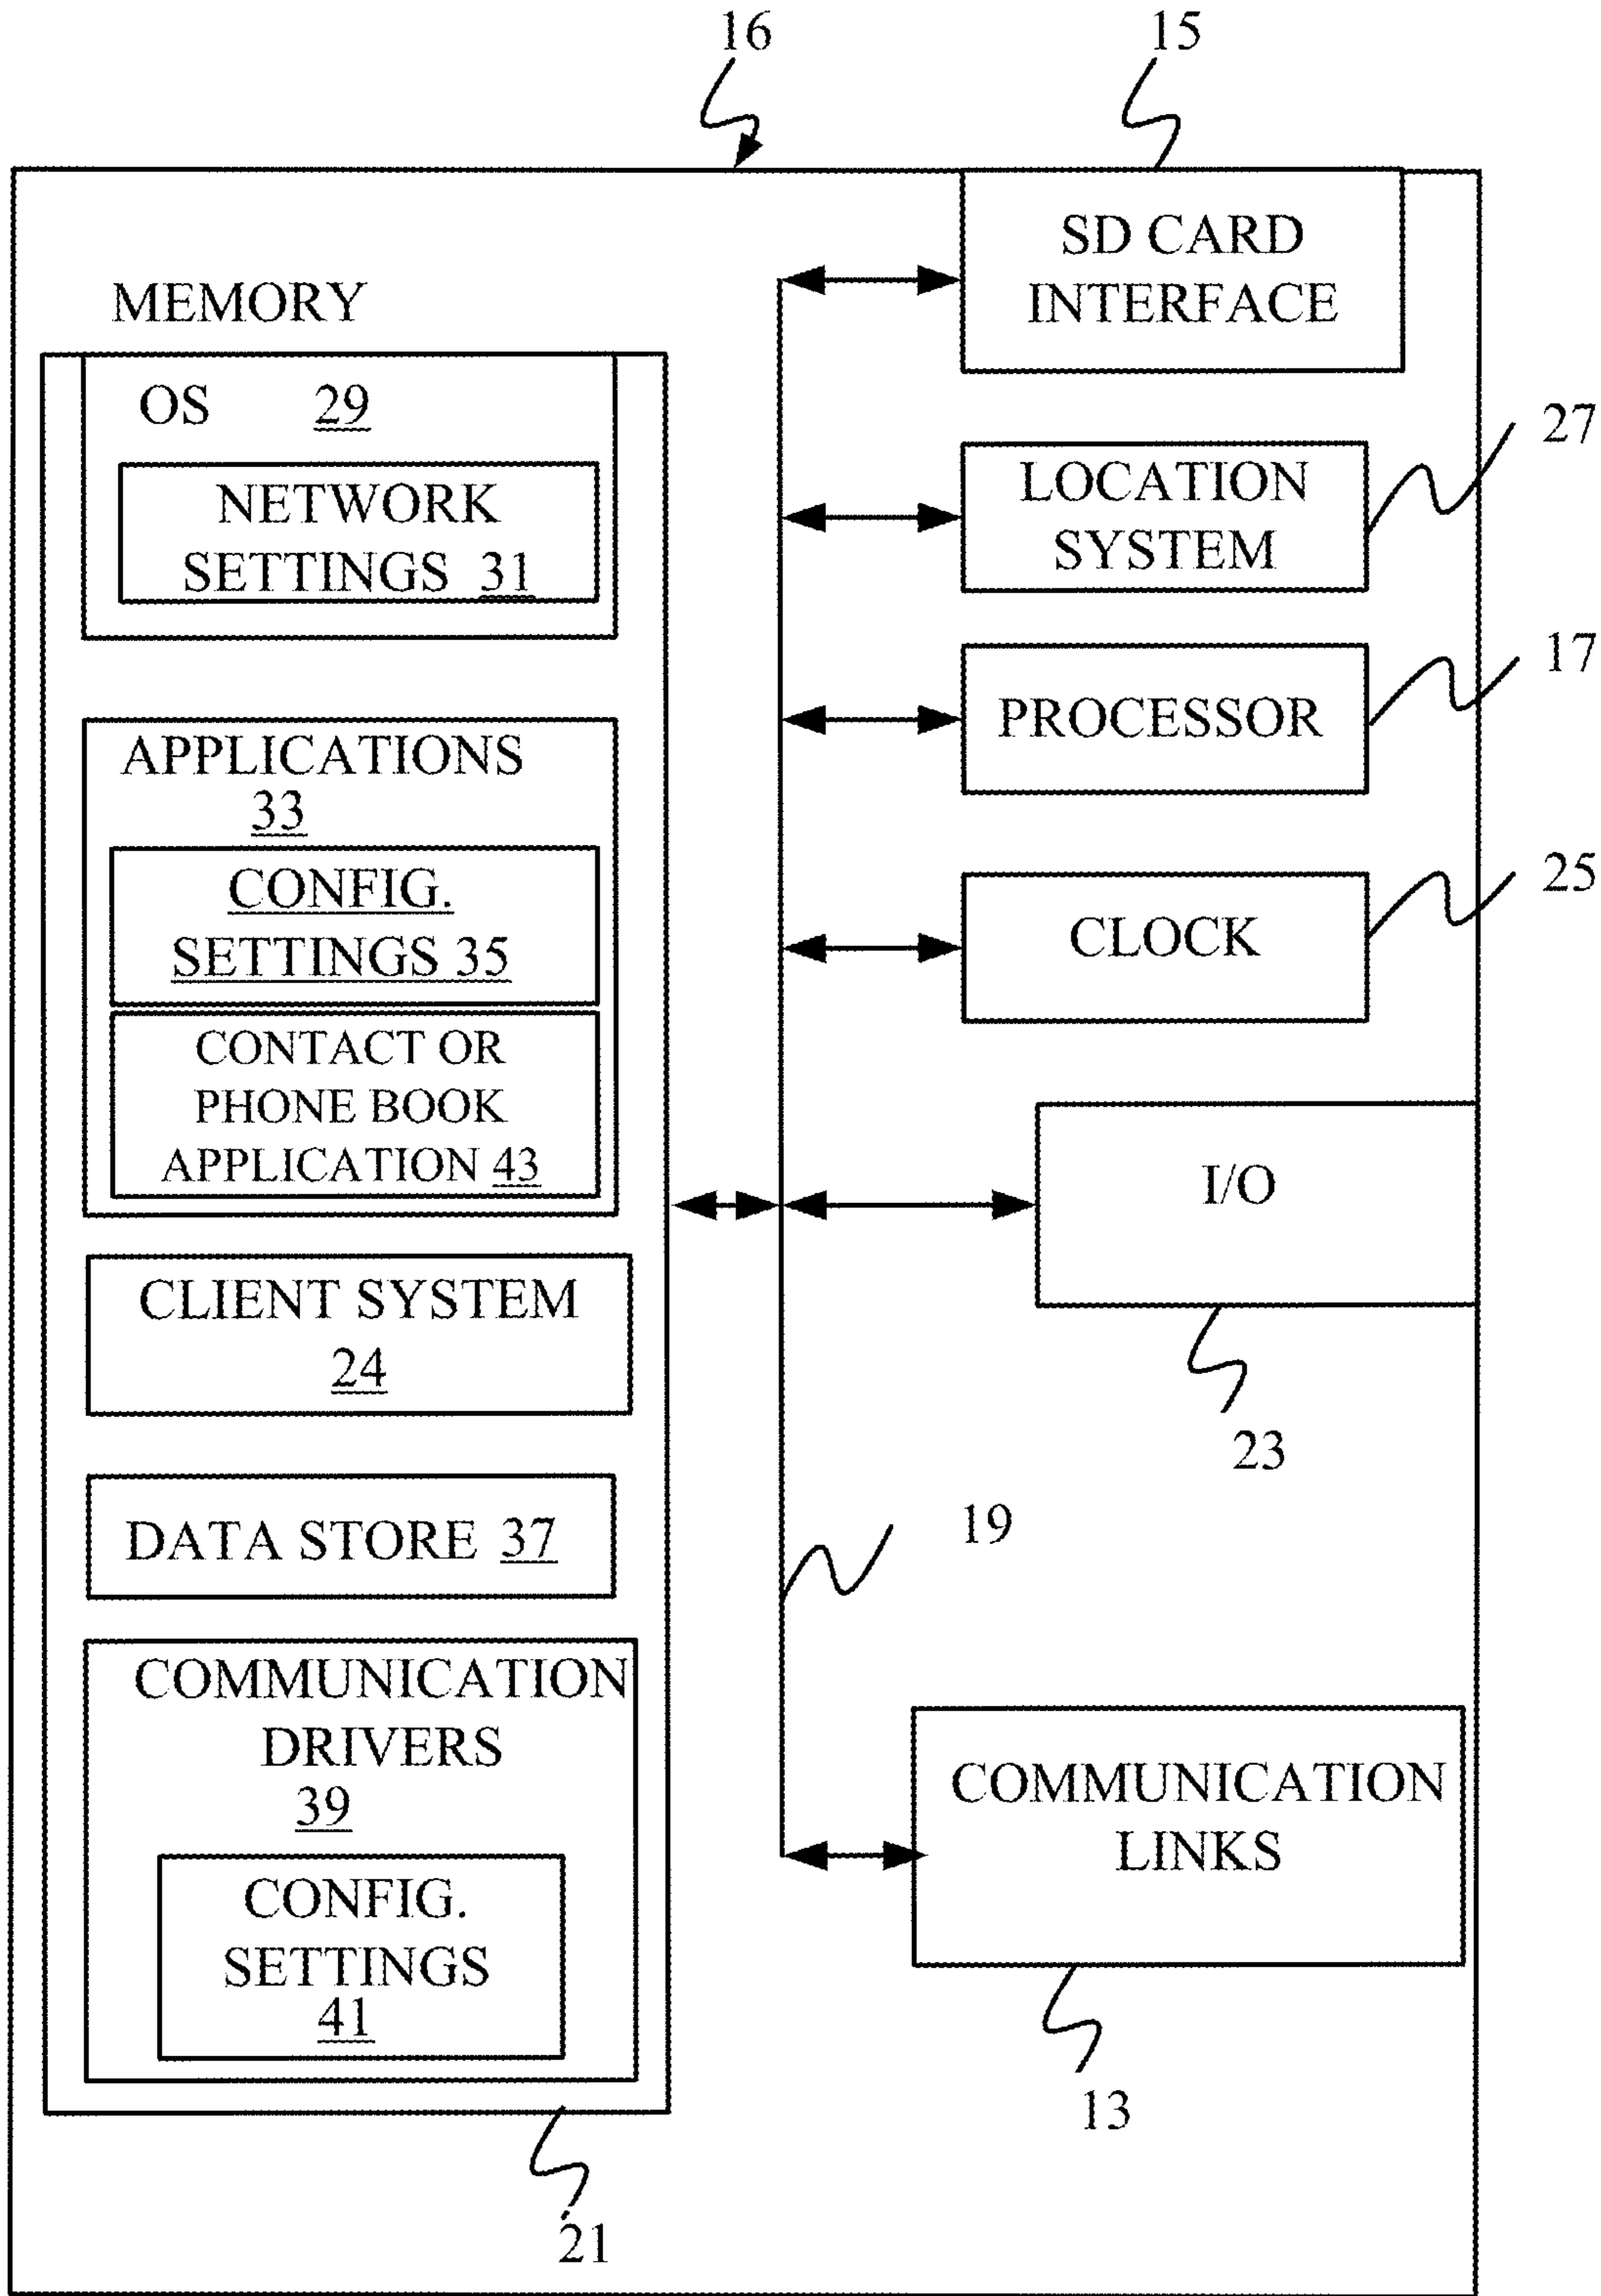 16
15
SD CARD
INTERFACE
MEMORY
OS 29
NETWORK
SETTINGS 31
APPLICATIONS
33
CONFIG.
SETTINGS 35
CONTACT OR
PHONE BOOK
APPLICATION 43
CLIENT SYSTEM
24
DATA STORE 37
COMMUNICATION
DRIVERS
39
CONFIG.
SETTINGS
41
21
LOCATION
SYSTEM
27
PROCESSOR
17
CLOCK
25
I/O
23
19
COMMUNICATION
LINKS
13